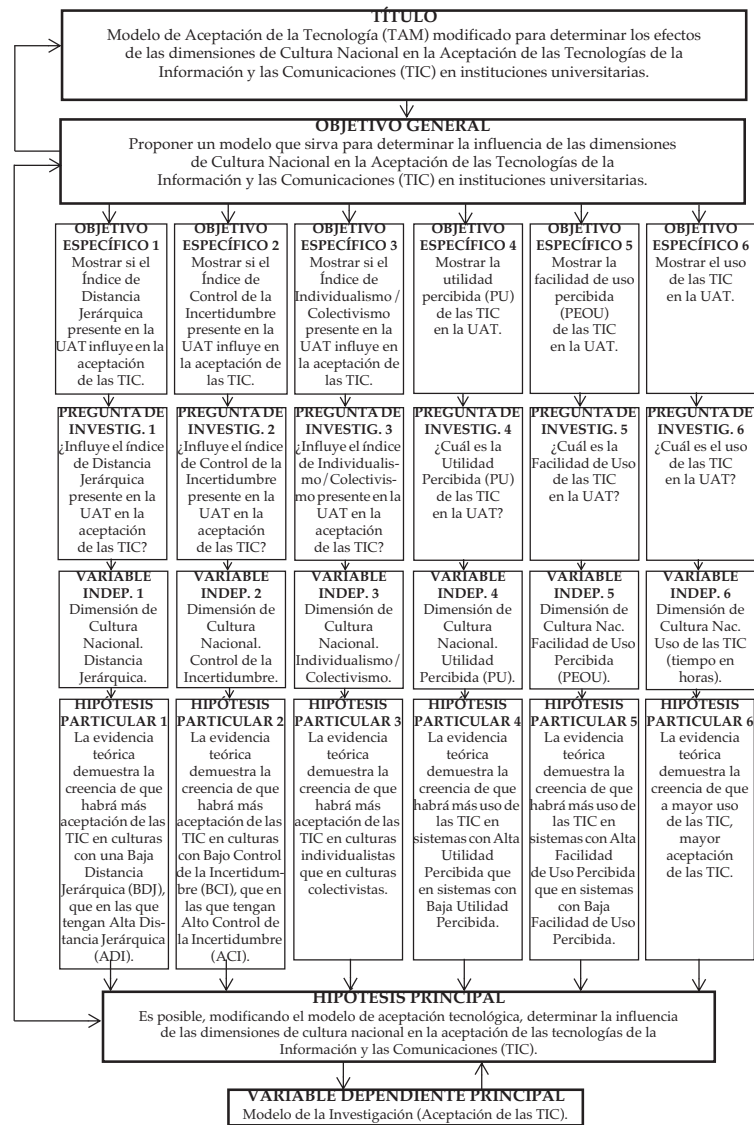 TÍTULO
Modelo de Aceptación de la Tecnología (TAM) modificado para determinar los efectos
de las dimensiones de Cultura Nacional en la Aceptación de las Tecnologías de la
Información y las Comunicaciones (TIC) en instituciones universitarias.
OBJETIVO GENERAL
Proponer un modelo que sirva para determinar la influencia de las dimensiones
de Cultura Nacional en la Aceptación de las Tecnologías de la
Información y las Comunicaciones (TIC) en instituciones universitarias.
OBJETIVO
ESPECÍFICO 1
Mostrar si el
Índice de
Distancia
Jerárquica
presente en la
UAT influye en la
aceptación
de las TIC.
OBJETIVO
ESPECÍFICO 2
Mostrar si el
Índice de
Control de la
Incertidumbre
presente en la
UAT influye en
la aceptación de
las TIC.
OBJETIVO
ESPECÍFICO 3
Mostrar si el
Índice de
Individualismo/
Colectivismo
presente en la
UAT influye en
la aceptación de
las TIC.
OBJETIVO
ESPECÍFICO 4
Mostrar la
utilidad
percibida (PU)
de las TIC
en la UAT.
OBJETIVO
ESPECÍFICO 5
Mostrar la
facilidad de uso
percibida
(PEOU)
de las TIC
en la UAT.
OBJETIVO
ESPECÍFICO 6
Mostrar el uso
de las TIC
en la UAT.
PREGUNTA DE
INVESTIG. 1
¿Influye el índice
de Distancia
Jerárquica
presente en la
UAT en la
aceptación
de las TIC?
PREGUNTA DE
INVESTIG. 2
¿Influye el índice
de Control de la
Incertidumbre
presente en la
UAT en la
aceptación
de las TIC?
PREGUNTA DE
INVESTIG. 3
¿Influye el índice
de Individualis-
mo/Colectivis-
mo presente en la
UAT en la
aceptación
de las TIC?
PREGUNTA DE
INVESTIG. 4
¿Cuál es la
Utilidad
Percibida (PU)
de las TIC
en la UAT?
PREGUNTA DE
INVESTIG. 5
¿Cuál es la
Facilidad de Uso
de las TIC
en la UAT?
PREGUNTA DE
INVESTIG. 6
¿Cuál es el uso
de las TIC
en la UAT?
VARIABLE
INDEP. 1
Dimensión de
Cultura
Nacional.
Distancia
Jerárquica.
VARIABLE
INDEP. 2
Dimensión de
Cultura
Nacional.
Control de la
Incertidumbre.
VARIABLE
INDEP. 3
Dimensión de
Cultura
Nacional.
Individualismo/
Colectivismo.
VARIABLE
INDEP. 4
Dimensión de
Cultura
Nacional.
Utilidad
Percibida (PU).
VARIABLE
INDEP. 5
Dimensión de
Cultura Nac.
Facilidad de Uso
Percibida
(PEOU).
VARIABLE
INDEP. 6
Dimensión de
Cultura Nac.
Uso de las TIC
(tiempo en
horas).
HIPÓTESIS
PARTICULAR 1
La evidencia
teórica
demuestra la
creencia de que
habrá más
aceptación de las
TIC en culturas
con una Baja
Distancia
Jerárquica (BDJ),
que en las que
tengan Alta Dis-
tancia Jerárquica
(ADI).
HIPÓTESIS
PARTICULAR 2
La evidencia
teórica
demuestra la
creencia de que
habrá más
aceptación de las
TIC en culturas
con Bajo Control
de la Incertidum-
bre (BCI), que en
las que tengan
Alto Control de
la Incertidumbre
(ACI).
HIPÓTESIS
PARTICULAR 3
La evidencia
teórica
demuestra la
creencia de que
habrá más
aceptación de las
TIC en culturas
individualistas
que en culturas
colectivistas.
HIPÓTESIS
PARTICULAR 4
La evidencia
teórica
demuestra la
creencia de que
habrá más uso de
las TIC en
sistemas con Alta
Utilidad
Percibida que
en sistemas con
Baja Utilidad
Percibida.
HIPÓTESIS
PARTICULAR 5
La evidencia
teórica
demuestra la
creencia de que
habrá más uso de
las TIC en
sistemas con Alta
Facilidad
de Uso Percibida
que en sistemas
con Baja
Facilidad de Uso
Percibida.
HIPÓTESIS
PARTICULAR 6
La evidencia
teórica
demuestra la
creencia de que
a mayor uso
de las TIC,
mayor
aceptación
de las TIC.
HIPÓTESIS PRINCIPAL
Es posible, modificando el modelo de aceptación tecnológica, determinar la influencia
de las dimensiones de cultura nacional en la aceptación de las tecnologías de la
Información y las Comunicaciones (TIC).
VARIABLE DEPENDIENTE PRINCIPAL
Modelo de la Investigación (Aceptación de las TIC).